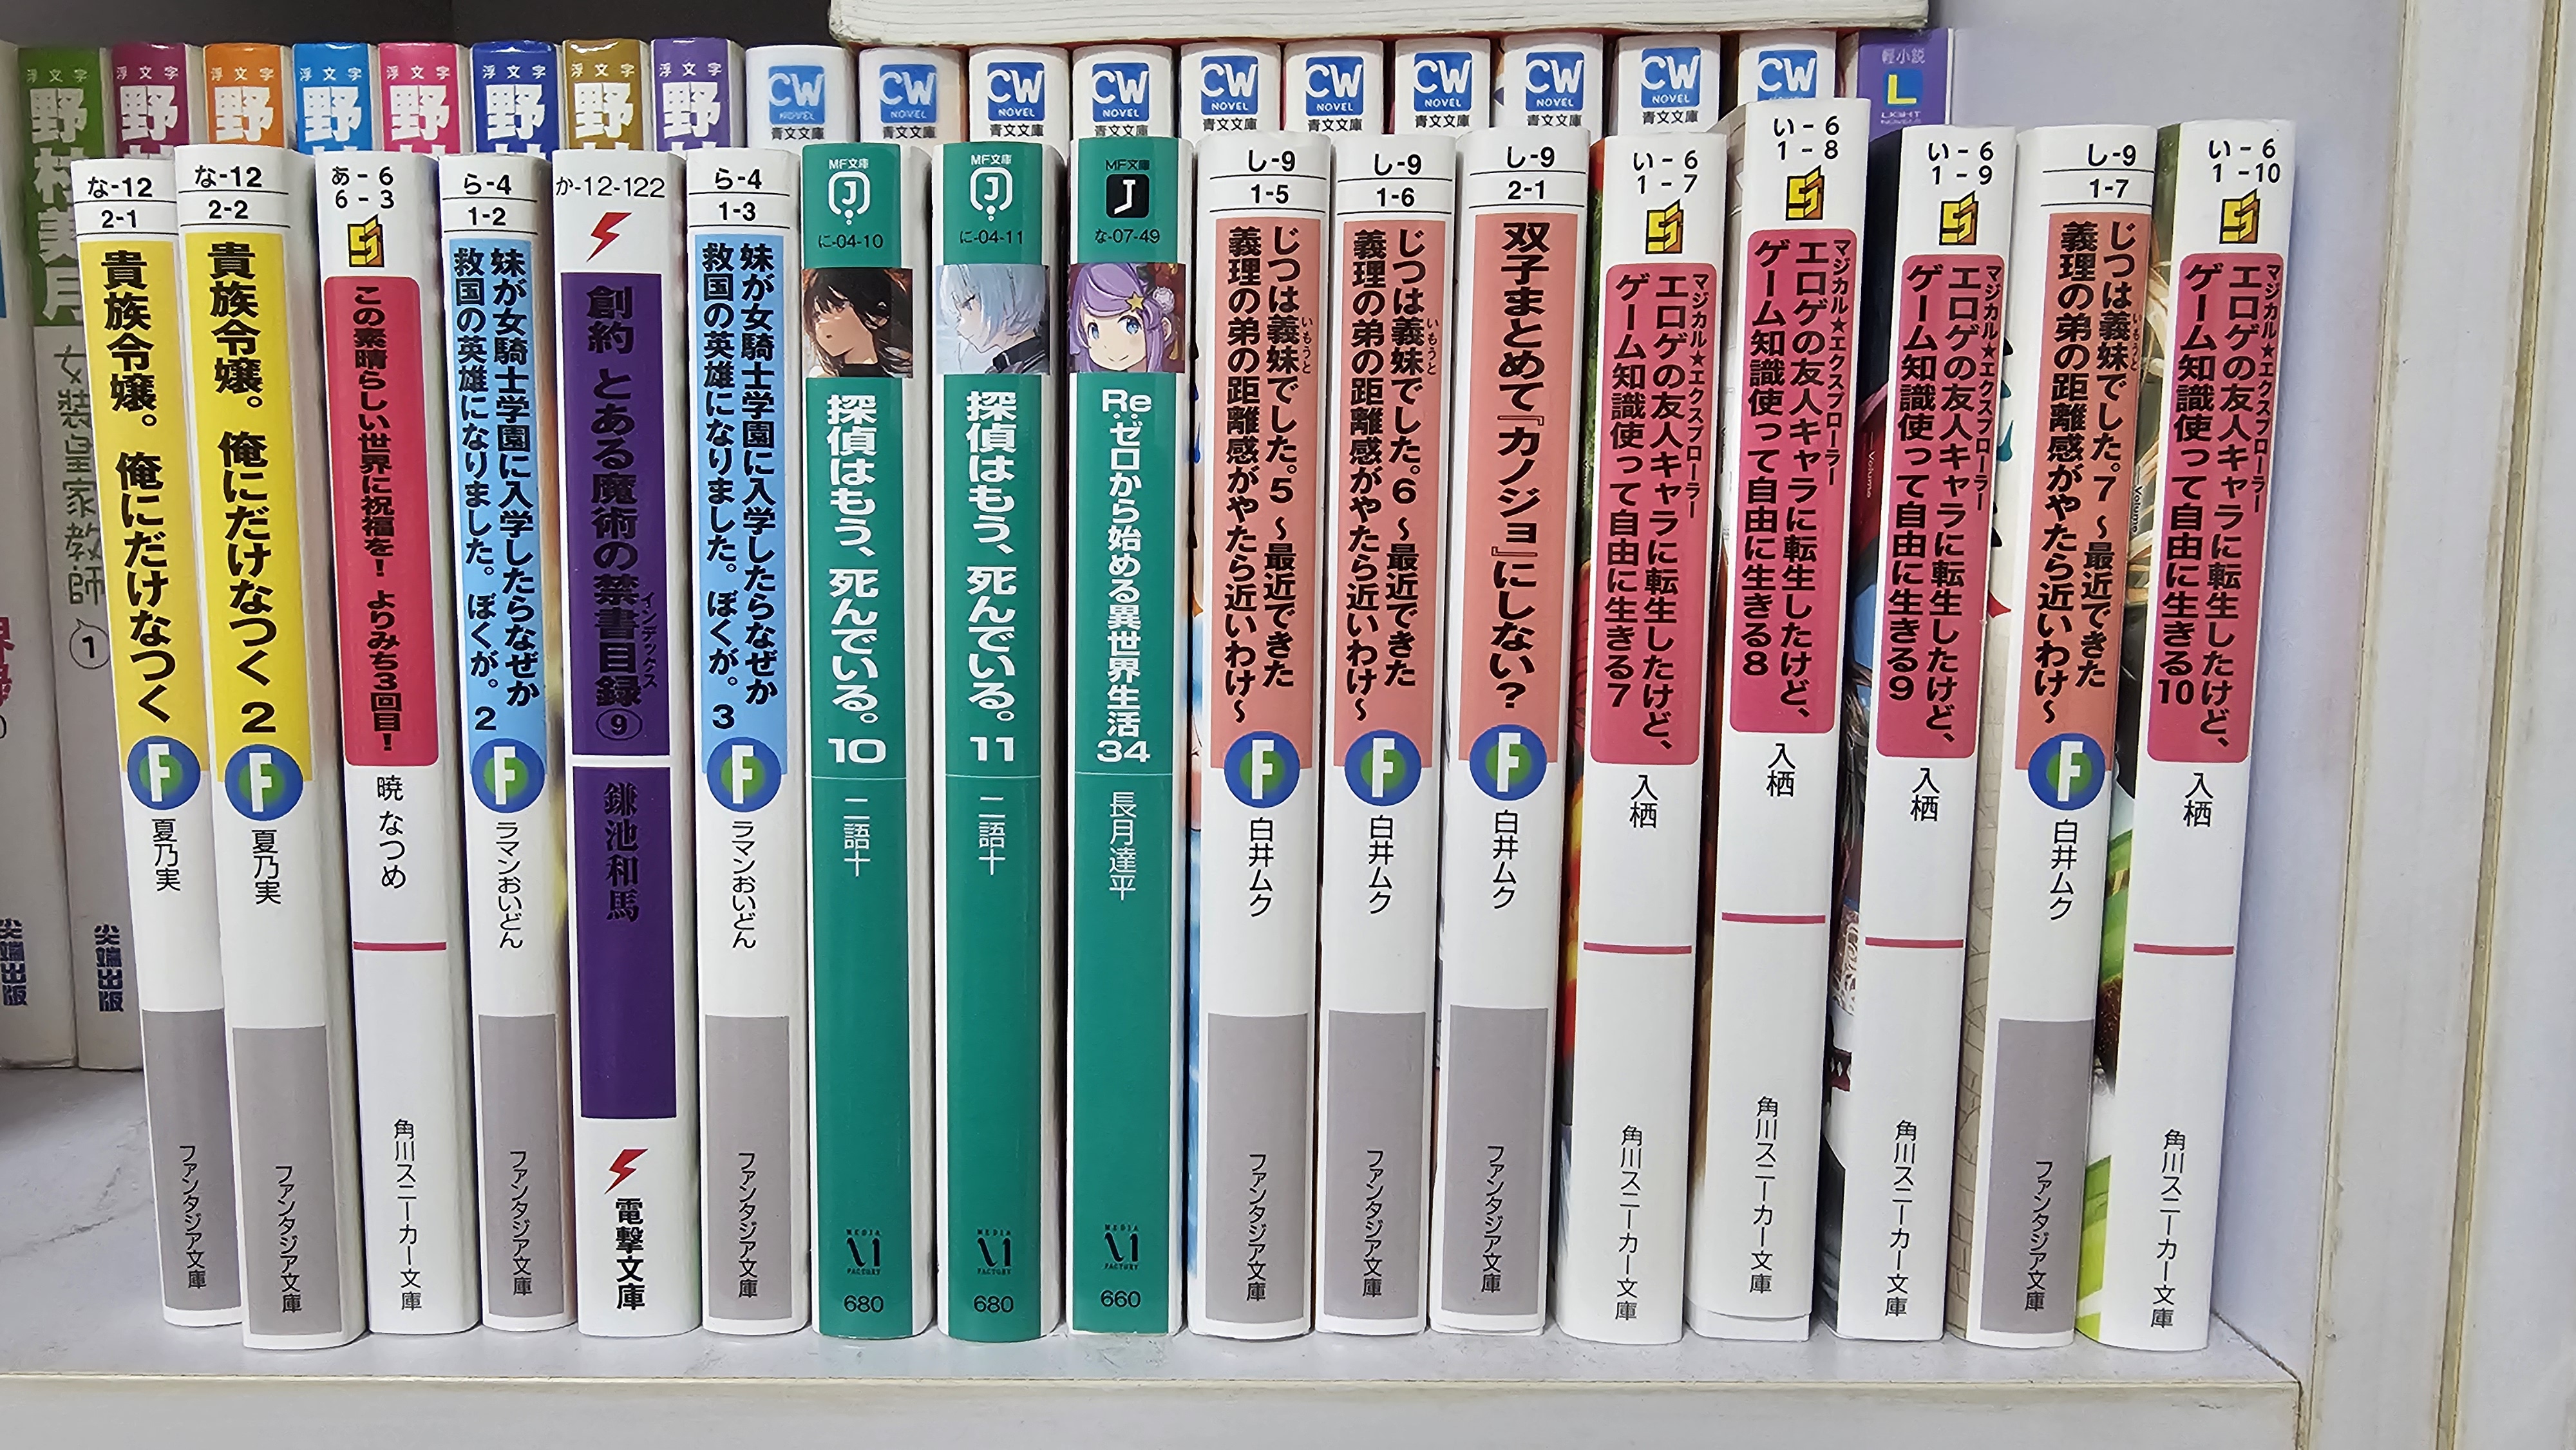 浮文字
野村美月
女裝皇家教師
1
尖端出版
尖端出版
浮文字
野
浮文字
野
浮文字
野
浮文字
野
浮文字
野
浮文字
野
浮文字
野
CW
NOVEL
青文文庫
CW
NOVEL
青文文庫
CW
NOVEL
青文文庫
CW
NOVEL
青文文庫
CW
NOVEL
青文文庫
CW
NOVEL
青文文庫
CW
NOVEL
青文文庫
CW
NOVEL
青文文庫
CW
NOVEL
青文文庫
CW
NOVEL
輕小説
L
LIGHT
な-12
2-1
貴族令嬢。俺にだけなつく
F
夏乃実
ファンタジア文庫
な-12
2-2
貴族令嬢。俺にだけなつく 2
F
夏乃実
ファンタジア文庫
あ-6
6-3
S
この素晴らしい世界に祝福を! よりみち3回目!
暁 なつめ
角川スニーカー文庫
ら-4
1-2
妹が女騎士学園に入学したらなぜか
救国の英雄になりました。ぼくが。2
F
ラマンおいどん
ファンタジア文庫
か-12-122
創約 とある魔術の禁書目録⑨
インデックス
鎌池和馬
電撃文庫
ら-4
1-3
妹が女騎士学園に入学したらなぜか
救国の英雄になりました。ぼくが。3
F
ラマンおいどん
ファンタジア文庫
MF文庫
J
に-04-10
探偵はもう、死んでいる。10
二語十
MEDIA
FACTORY
680
MF文庫
J
に-04-11
探偵はもう、死んでいる。11
二語十
MEDIA
FACTORY
680
MF文庫
J
な-07-49
Re:ゼロから始める異世界生活34
長月達平
MEDIA
FACTORY
660
し-9
1-5
じつは義妹でした。5 ~最近できた
いもうと
義理の弟の距離感がやたら近いわけ~
F
白井ムク
ファンタジア文庫
し-9
1-6
じつは義妹でした。6 ~最近できた
いもうと
義理の弟の距離感がやたら近いわけ~
F
白井ムク
ファンタジア文庫
し-9
2-1
双子まとめて『カノジョ』にしない?
F
白井ムク
ファンタジア文庫
い-6
1-7
S
マジカル★エクスプローラー
エロゲの友人キャラに転生したけど、
ゲーム知識使って自由に生きる7
入栖
角川スニーカー文庫
い-6
1-8
S
マジカル★エクスプローラー
エロゲの友人キャラに転生したけど、
ゲーム知識使って自由に生きる8
入栖
角川スニーカー文庫
い-6
1-9
S
マジカル★エクスプローラー
エロゲの友人キャラに転生したけど、
ゲーム知識使って自由に生きる9
入栖
角川スニーカー文庫
し-9
1-7
じつは義妹でした。7 ~最近できた
いもうと
義理の弟の距離感がやたら近いわけ~
F
白井ムク
ファンタジア文庫
Volume
い-6
1-10
S
マジカル★エクスプローラー
エロゲの友人キャラに転生したけど、
ゲーム知識使って自由に生きる10
入栖
角川スニーカー文庫